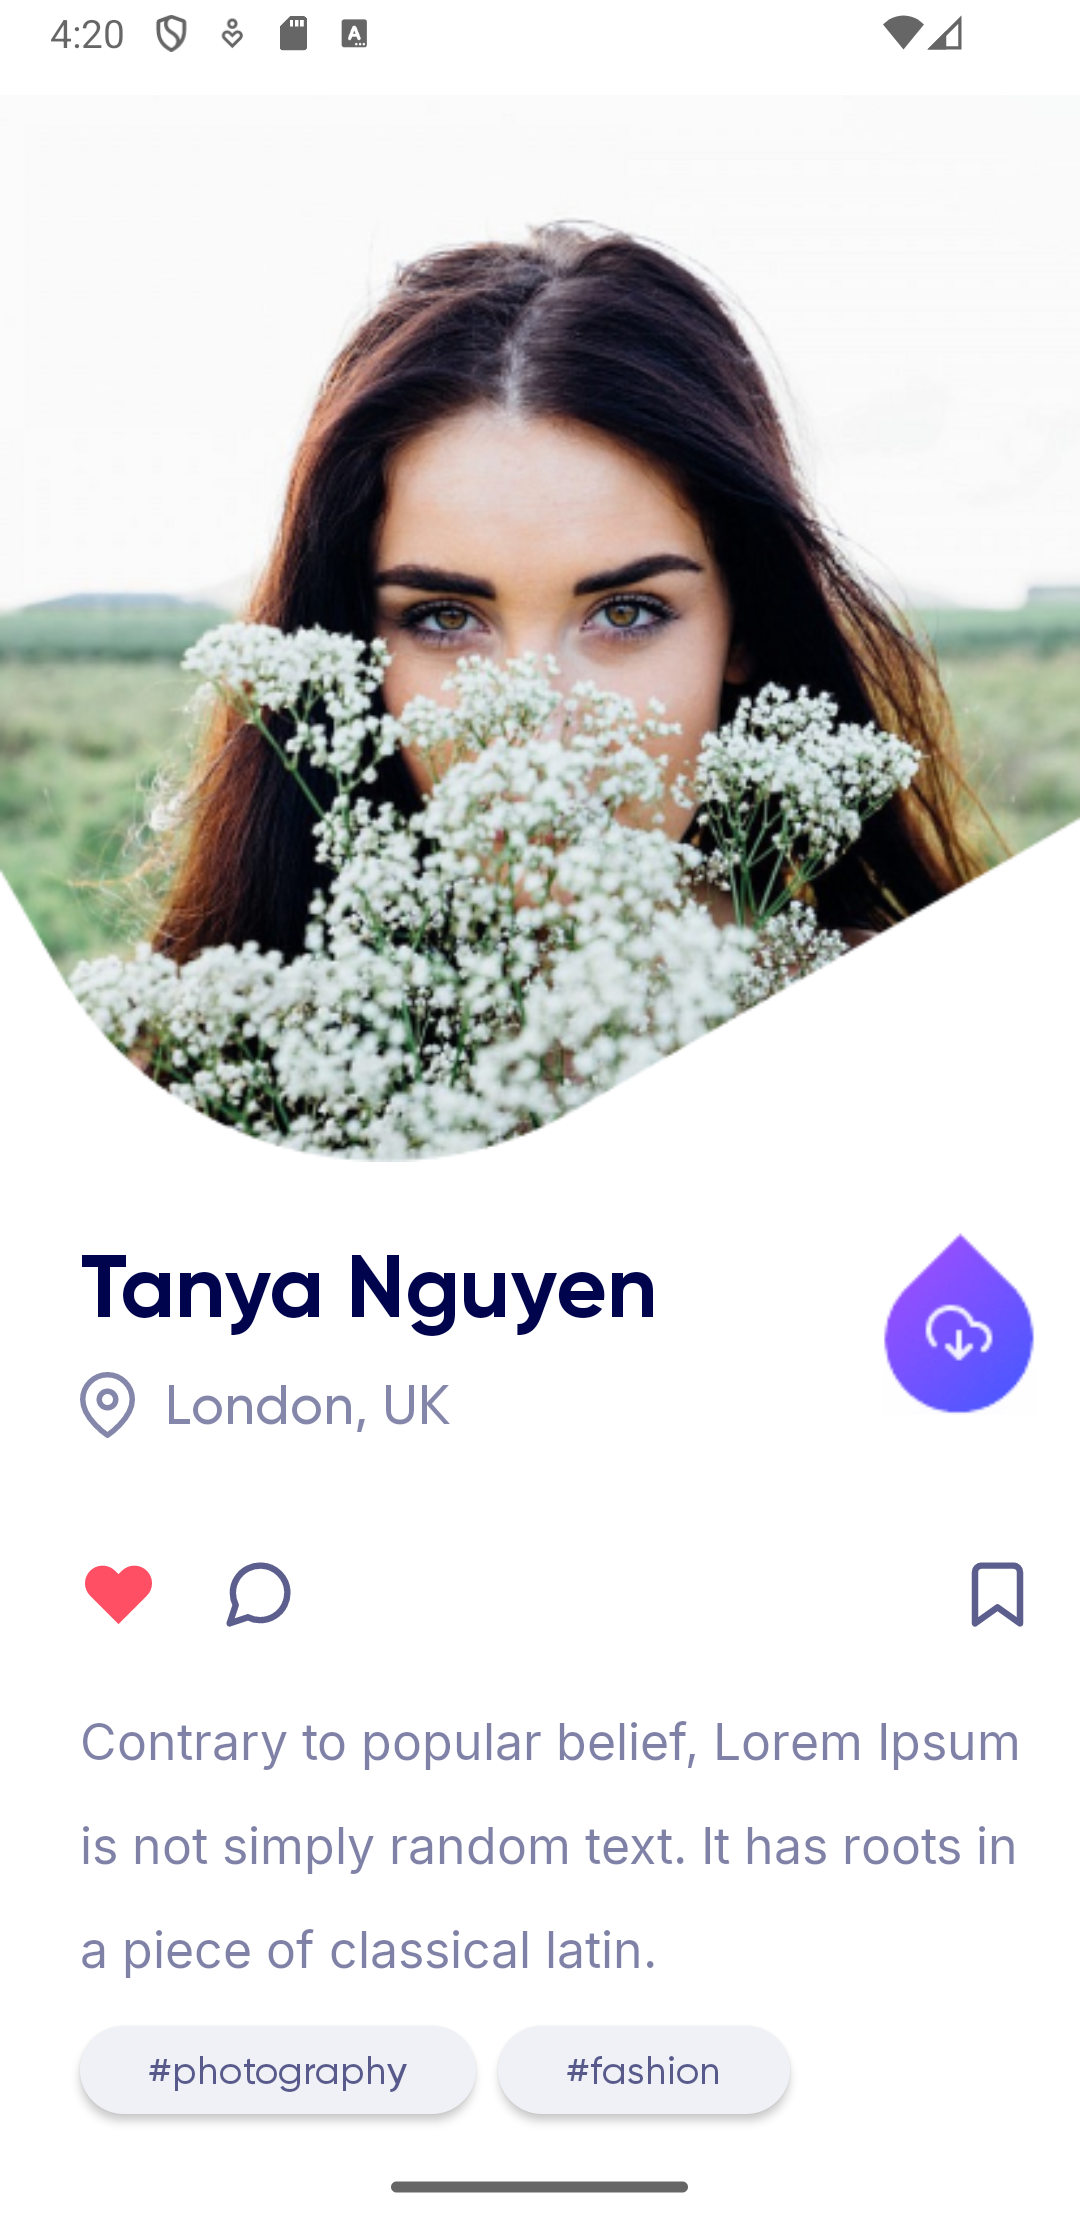 4:20
A
Tanya Nguyen
London, UK
Contrary to popular belief, Lorem Ipsum
is not simply random text. It has roots in
a piece of classical latin.
#photography
#fashion